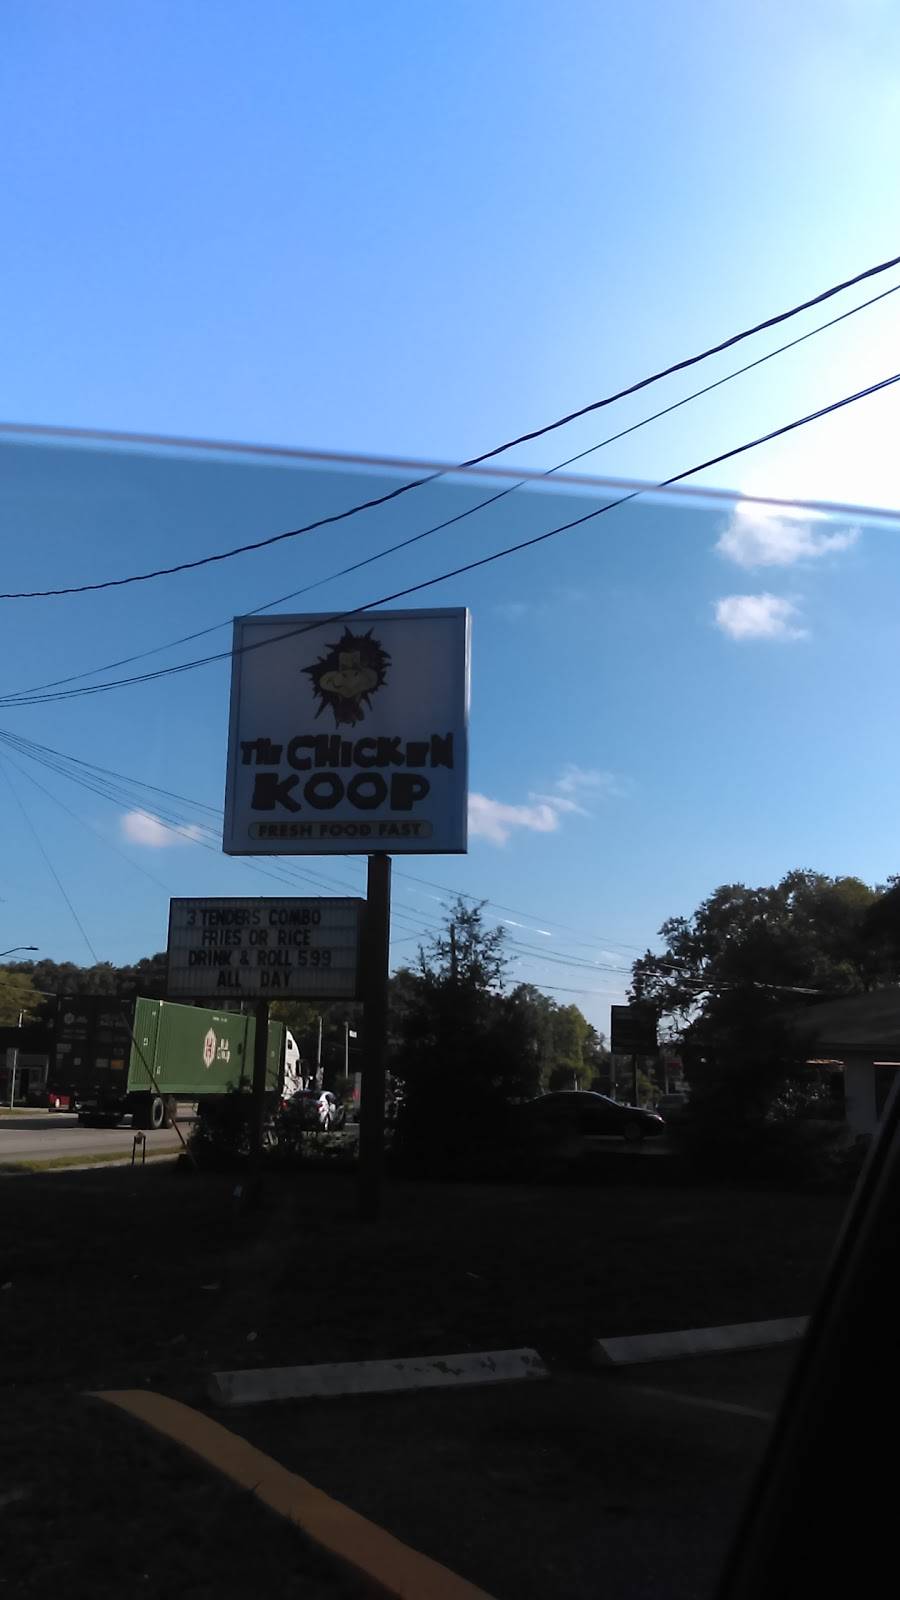 THE CHICKEN
KOOP
FRESH FOOD FAST
3 TENDERS COMBO
FRIES OR RICE
DRINK & ROLL 5 99
ALL DAY